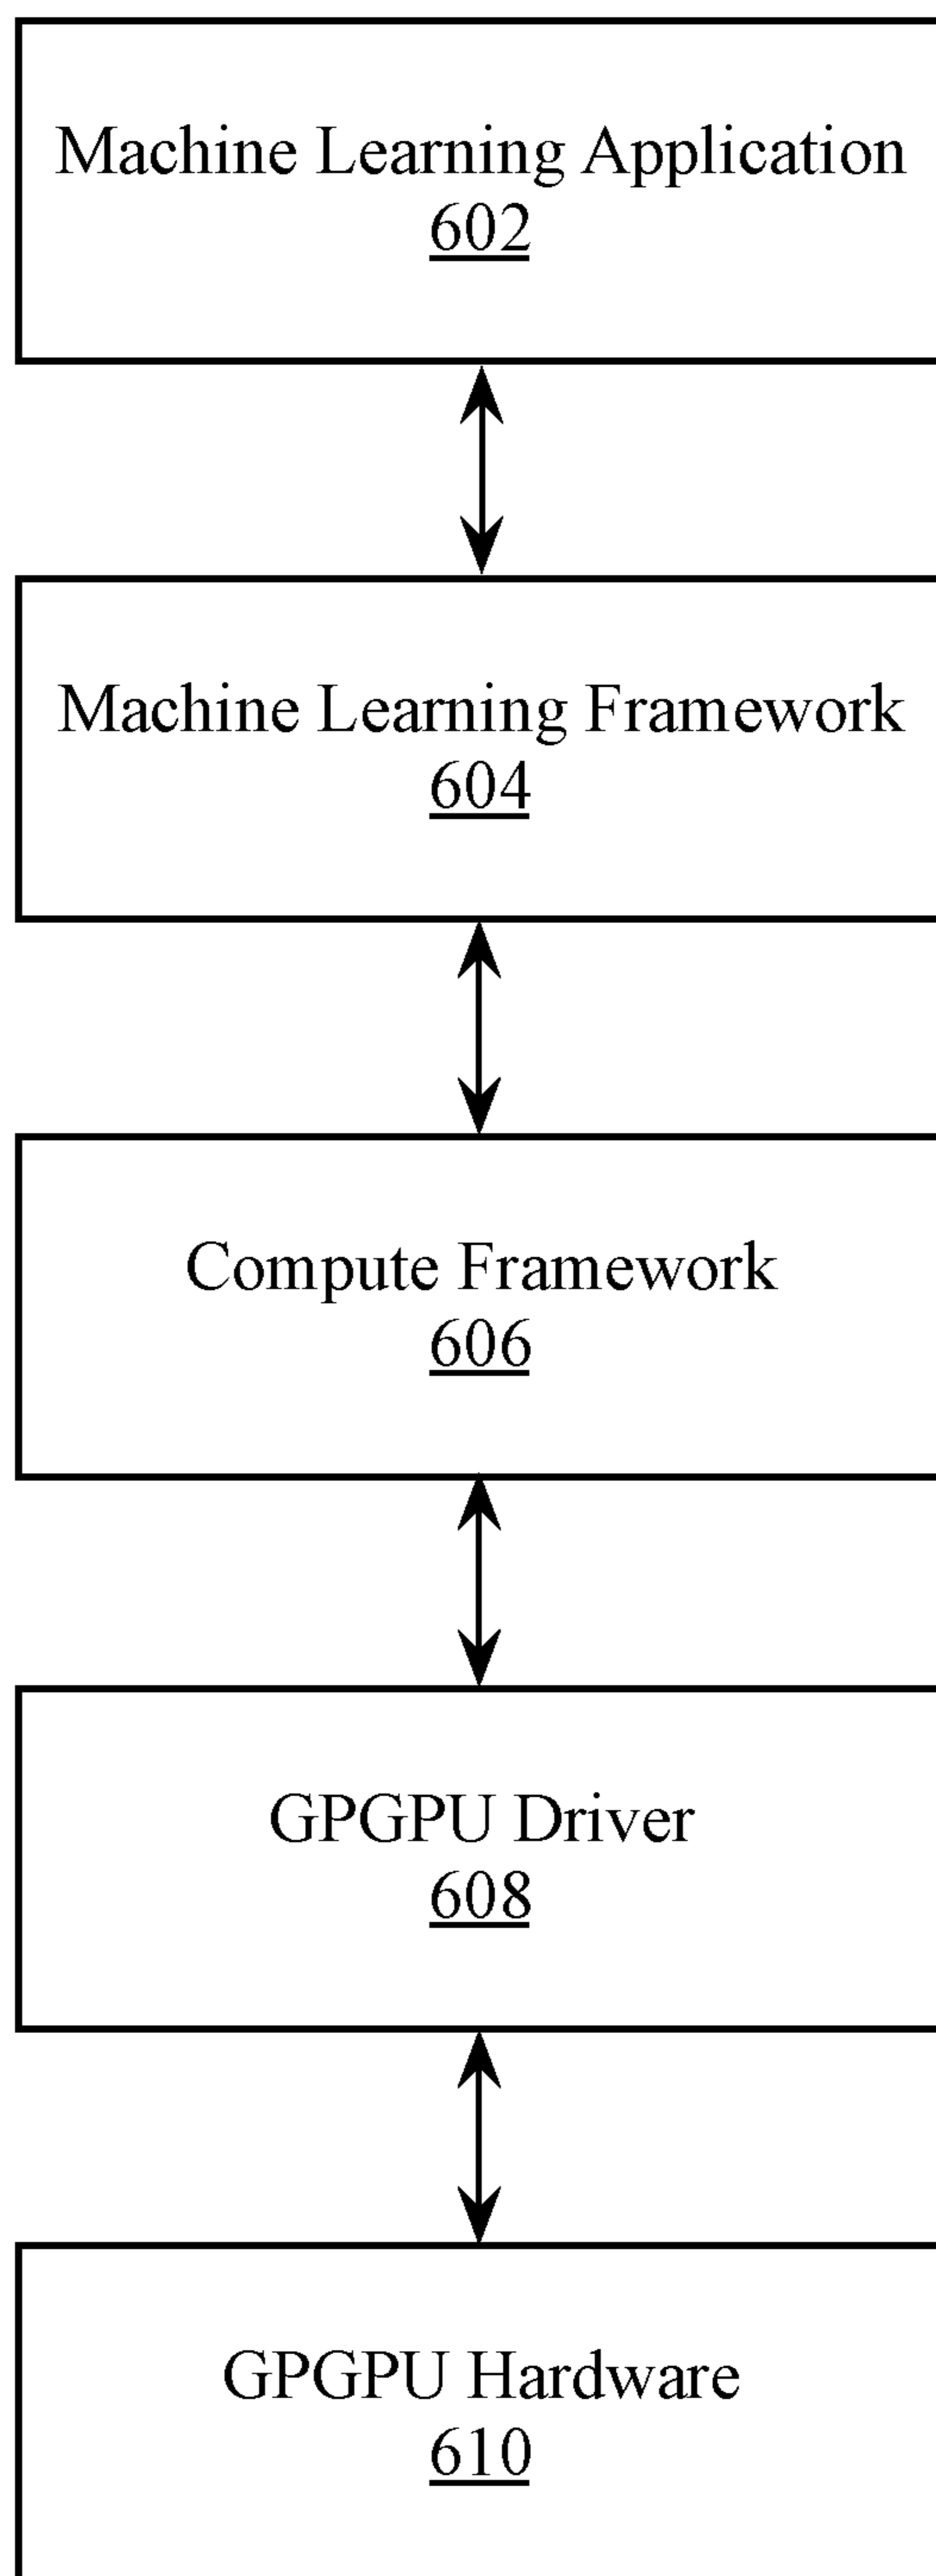 Machine Learning Application
602
Machine Learning Framework
604
Compute Framework
606
GPGPU Driver
608
GPGPU Hardware
610